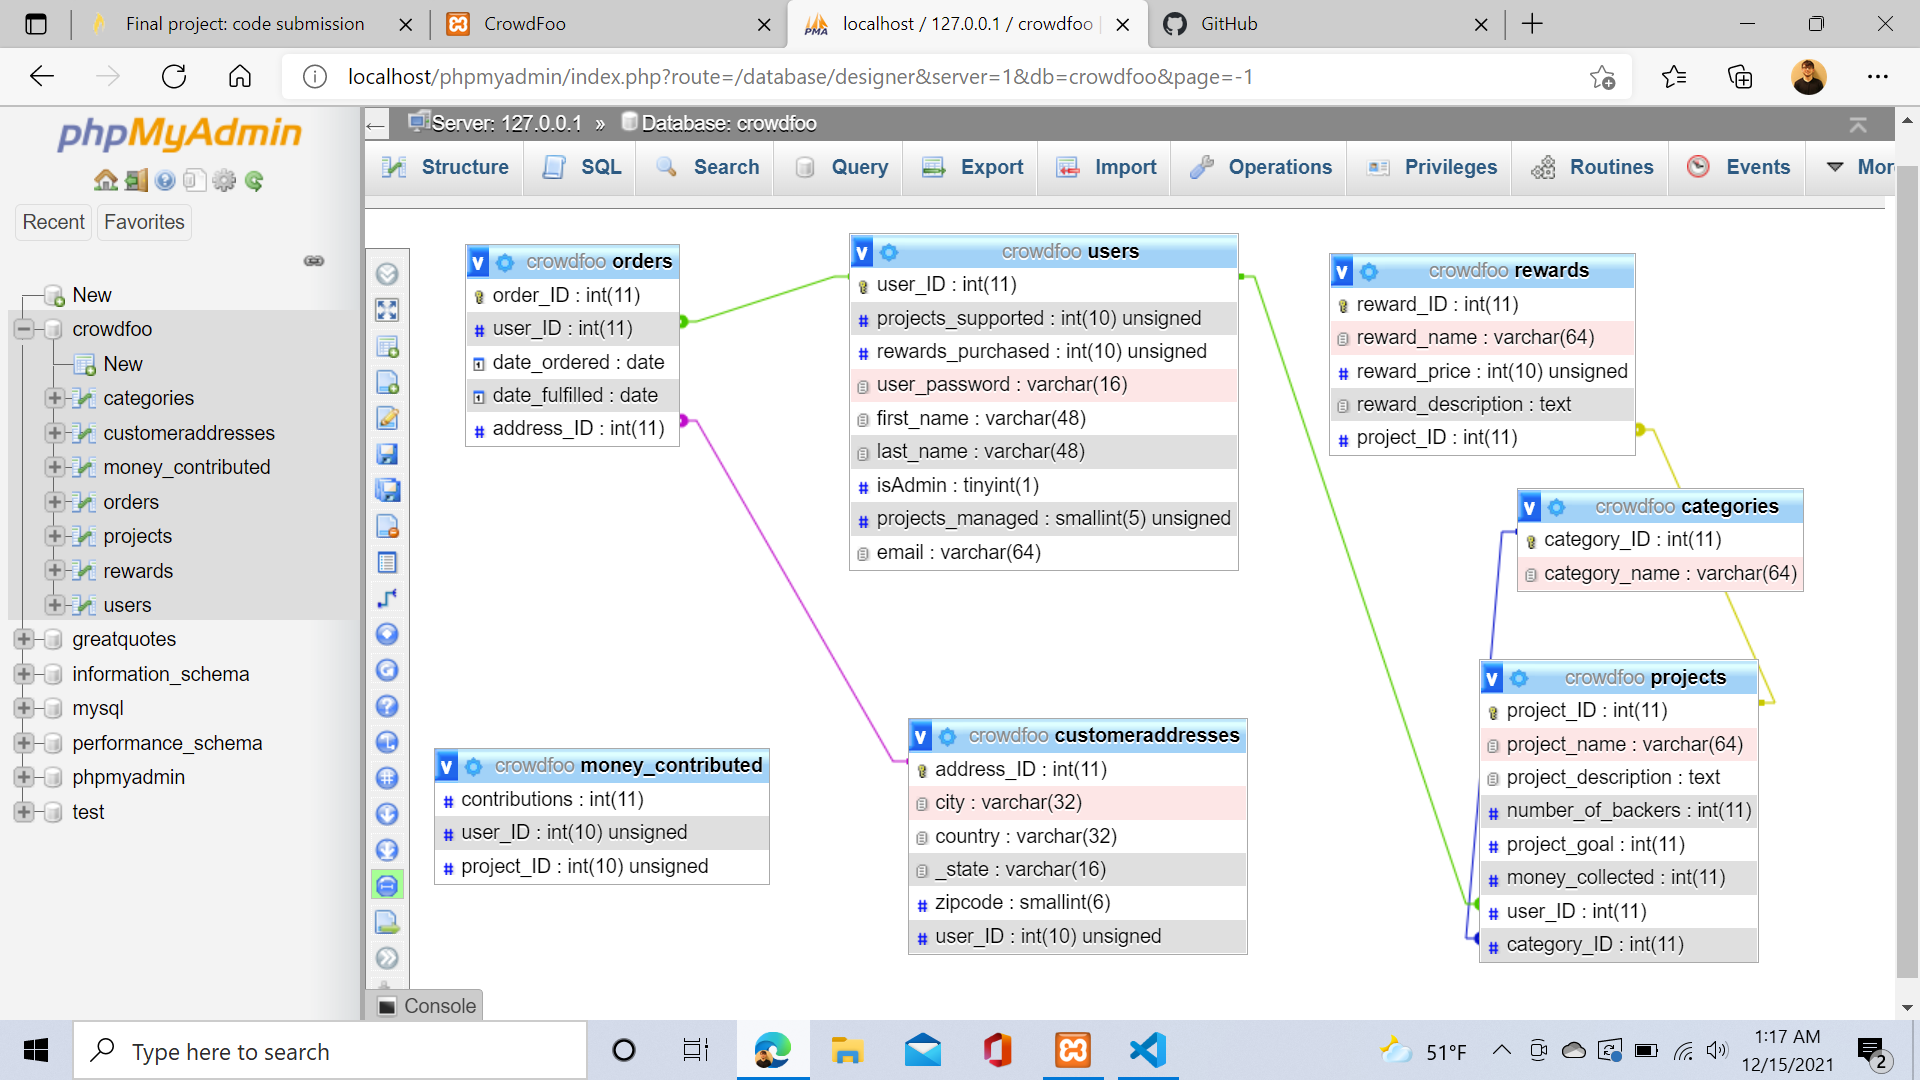 Final project: code submission
CrowdFoo
PMA
localhost / 127.0.0.1 / crowdfoo
GitHub
localhost/phpmyadmin/index.php?route=/database/designer&server=1&db=crowdfoo&page=-1
phpMyAdmin
Recent
Favorites
New
crowdfoo
New
categories
customeraddresses
money_contributed
orders
projects
rewards
users
greatquotes
information_schema
mysql
performance_schema
phpmyadmin
test
Server: 127.0.0.1 » Database: crowdfoo
Structure
SQL
Search
Query
Export
Import
Operations
Privileges
Routines
Events
Mor
v crowdfoo orders
order_ID : int(11)
# user_ID : int(11)
date_ordered : date
date_fulfilled : date
# address_ID : int(11)
v crowdfoo users
user_ID : int(11)
# projects_supported : int(10) unsigned
# rewards_purchased : int(10) unsigned
user_password : varchar(16)
first_name : varchar(48)
last_name : varchar(48)
# isAdmin : tinyint(1)
# projects_managed : smallint(5) unsigned
email : varchar(64)
v crowdfoo rewards
reward_ID : int(11)
reward_name : varchar(64)
# reward_price : int(10) unsigned
reward_description : text
# project_ID : int(11)
v crowdfoo categories
category_ID : int(11)
category_name : varchar(64)
v crowdfoo projects
project_ID : int(11)
project_name : varchar(64)
project_description : text
# number_of_backers : int(11)
# project_goal : int(11)
# money_collected : int(11)
# user_ID : int(11)
# category_ID : int(11)
v crowdfoo customeraddresses
address_ID : int(11)
city : varchar(32)
country : varchar(32)
_state : varchar(16)
# zipcode : smallint(6)
# user_ID : int(10) unsigned
v crowdfoo money_contributed
# contributions : int(11)
# user_ID : int(10) unsigned
# project_ID : int(10) unsigned
Console
Type here to search
51°F
1:17 AM
12/15/2021
2